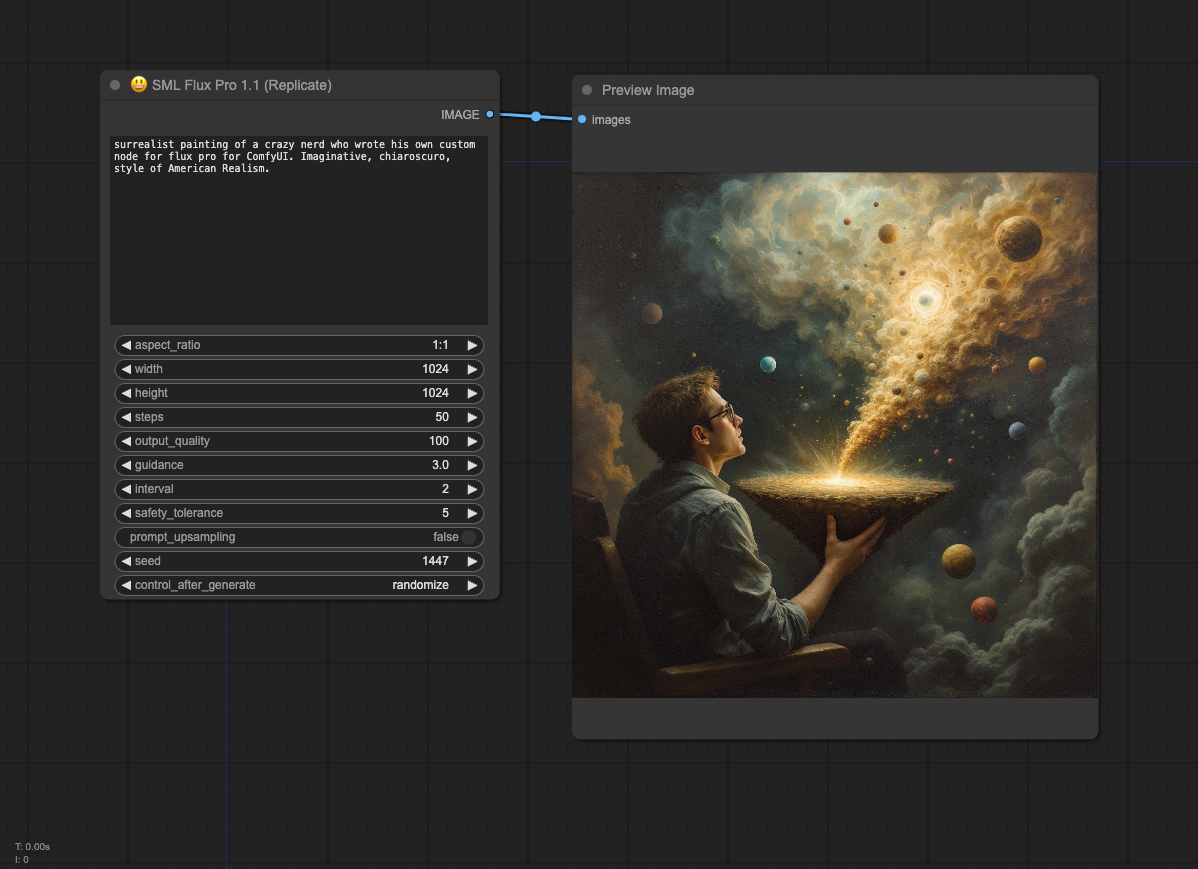 😃 SML Flux Pro 1.1 (Replicate)
IMAGE
surrealist painting of a crazy nerd who wrote his own custom
node for flux pro for ComfyUI. Imaginative, chiaroscuro,
style of American Realism.
aspect_ratio 1:1
width 1024
height 1024
steps 50
output_quality 100
guidance 3.0
interval 2
safety_tolerance 5
prompt_upsampling false
seed 1447
control_after_generate randomize
Preview Image
images
T: 0.00s
I: 0